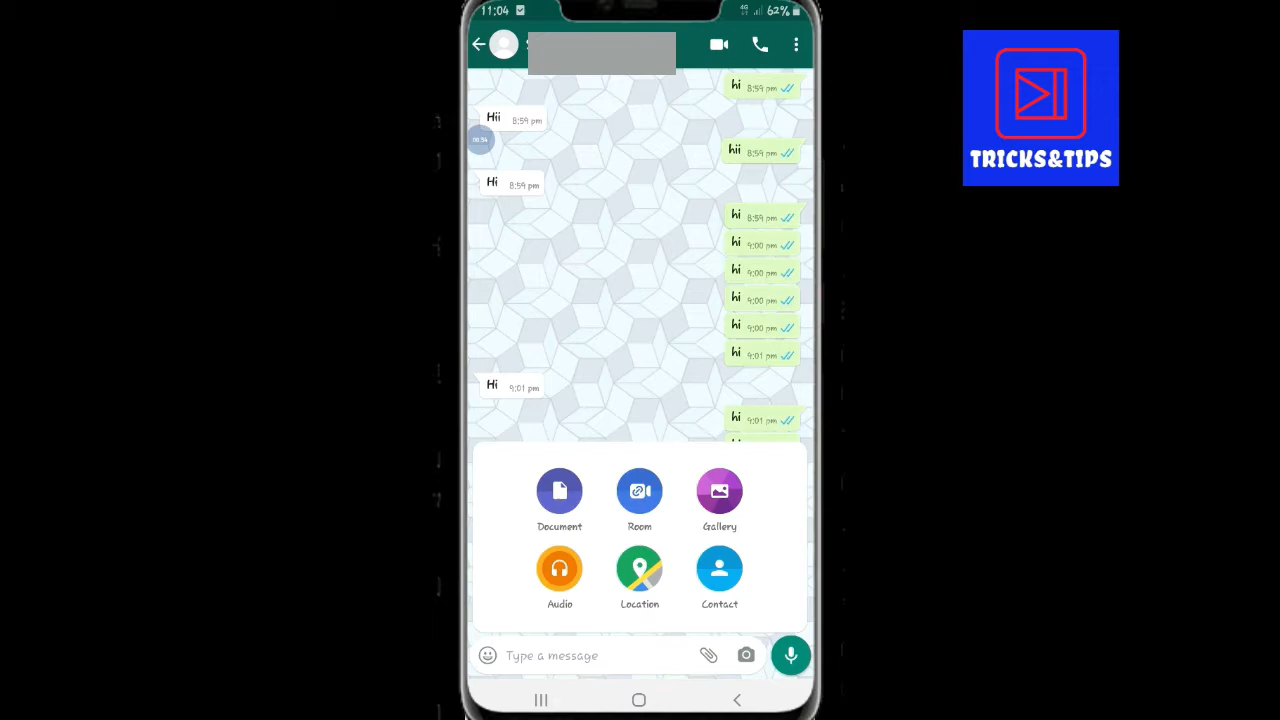 11:04
4G 62%
hi 8:59 pm
Hii 8:59 pm
00:34
hii 8:59 pm
Hi 8:59 pm
hi 8:59 pm
hi 9:00 pm
hi 9:00 pm
hi 9:00 pm
hi 9:00 pm
hi 9:01 pm
Hi 9:01 pm
hi 9:01 pm
Document Room Gallery
Audio Location Contact
Type a message
TRICKS&TIPS